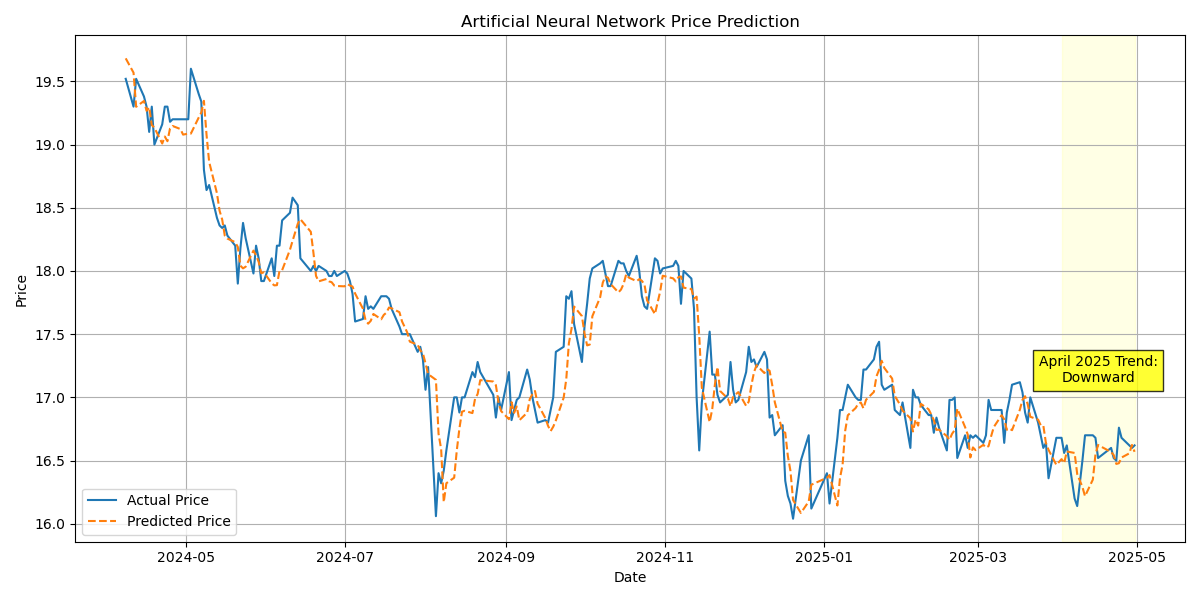 Artificial Neural Network Price Prediction
Price
19.5
19.0
18.5
18.0
17.5
17.0
16.5
16.0
April 2025 Trend:
Downward
Actual Price
Predicted Price
2024-05
2024-07
2024-09
2024-11
2025-01
2025-03
2025-05
Date